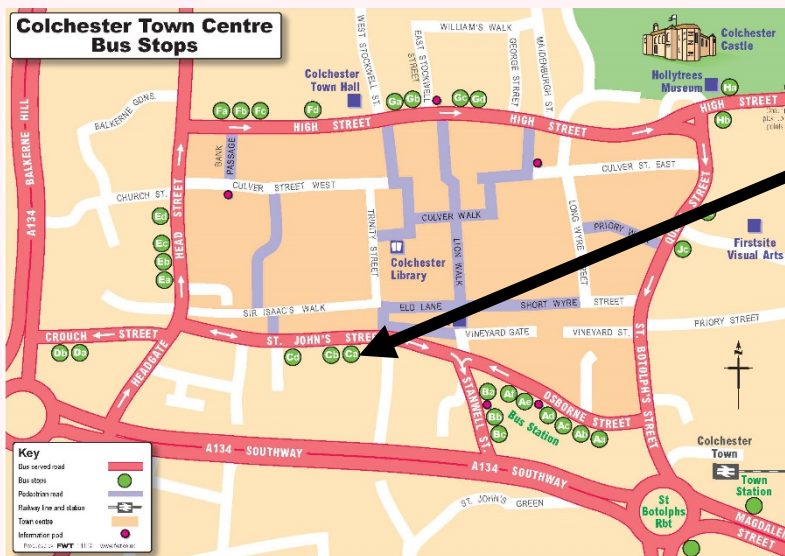 Colchester Town Centre
Bus Stops
WILLIAM'S WALK
WEST STOCKWELL ST.
EAST STOCKWELL STREET
GEORGE STREET
MAIDENBURGH ST.
Colchester
Castle
Hollytrees
Museum
Ha
Colchester
Town Hall
BALKERNE GDNS.
BALKERNE HILL
A134
Fa
Fb
Fc
Fd
Ga
Gb
Gc
Gd
HIGH STREET
HIGH STREET
HIGH STREET
Hb
BANK PASSAGE
CULVER ST. EAST
CHURCH ST.
CULVER STREET WEST
HEAD STREET
Ed
Ec
Eb
Ea
TRINITY STREET
CULVER WALK
LION WALK
LONG WYRE STREET
PRIORY
Jc
Firstsite
Visual Arts
Colchester
Library
SIR ISAAC'S WALK
ELD LANE
SHORT WYRE STREET
CROUCH STREET
Db
Da
HEADGATE
ST. JOHN'S STREET
Cd
Cb
Ca
VINEYARD GATE
VINEYARD ST.
PRIORY STREET
ST. BOTOLPH'S STREET
STANWELL ST.
OSBORNE STREET
Ba
Bb
Bc
Af
Ae
Ad
Ac
Ab
Aa
Bus Station
N
A134 SOUTHWAY
A134 SOUTHWAY
ST. JOHN'S GREEN
Colchester
Town
Town
Station
St
Botolphs
Rbt
MAGDALEN
STREET
Key
Bus served road
Bus stops
Pedestrian road
Railway line and station
Town centre
Information pod
Produced by FWT